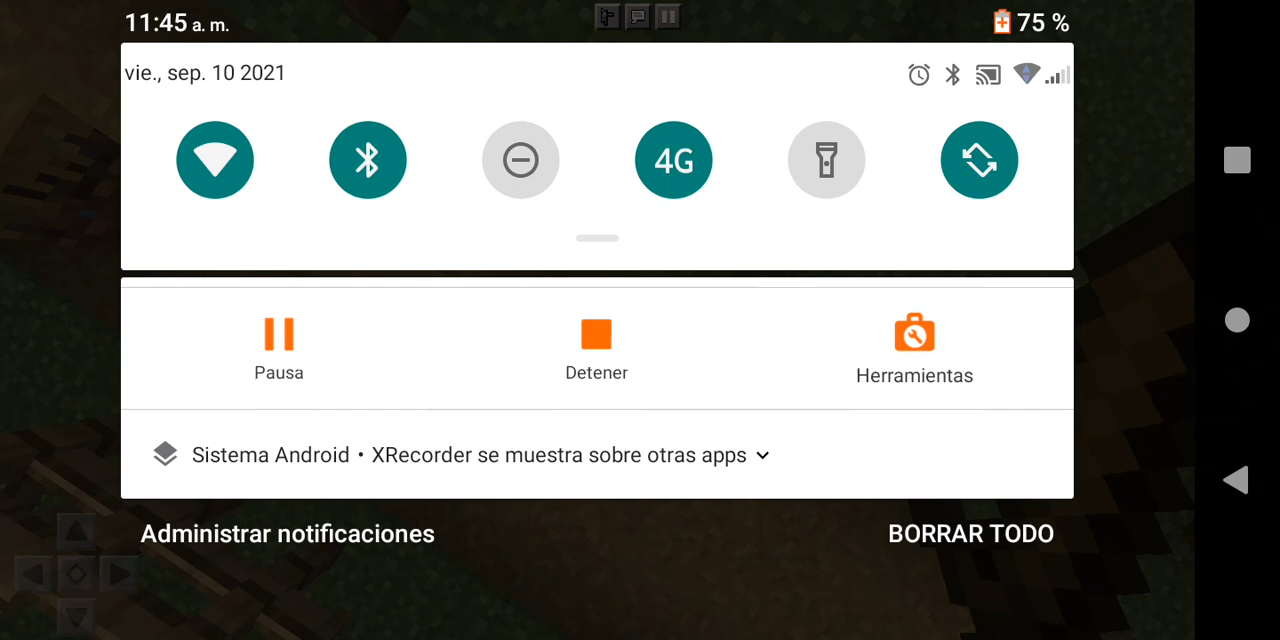 11:45 a. m.
75 %
vie., sep. 10 2021
4G
Pausa
Detener
Herramientas
Sistema Android • XRecorder se muestra sobre otras apps
Administrar notificaciones
BORRAR TODO